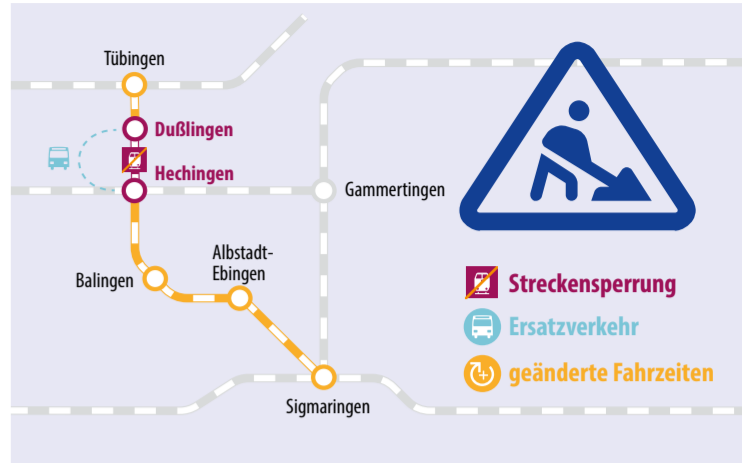 Tübingen
Dußlingen
Hechingen
Gammertingen
Albstadt-
Ebingen
Balingen
Sigmaringen
Streckensperrung
Ersatzverkehr
geänderte Fahrzeiten